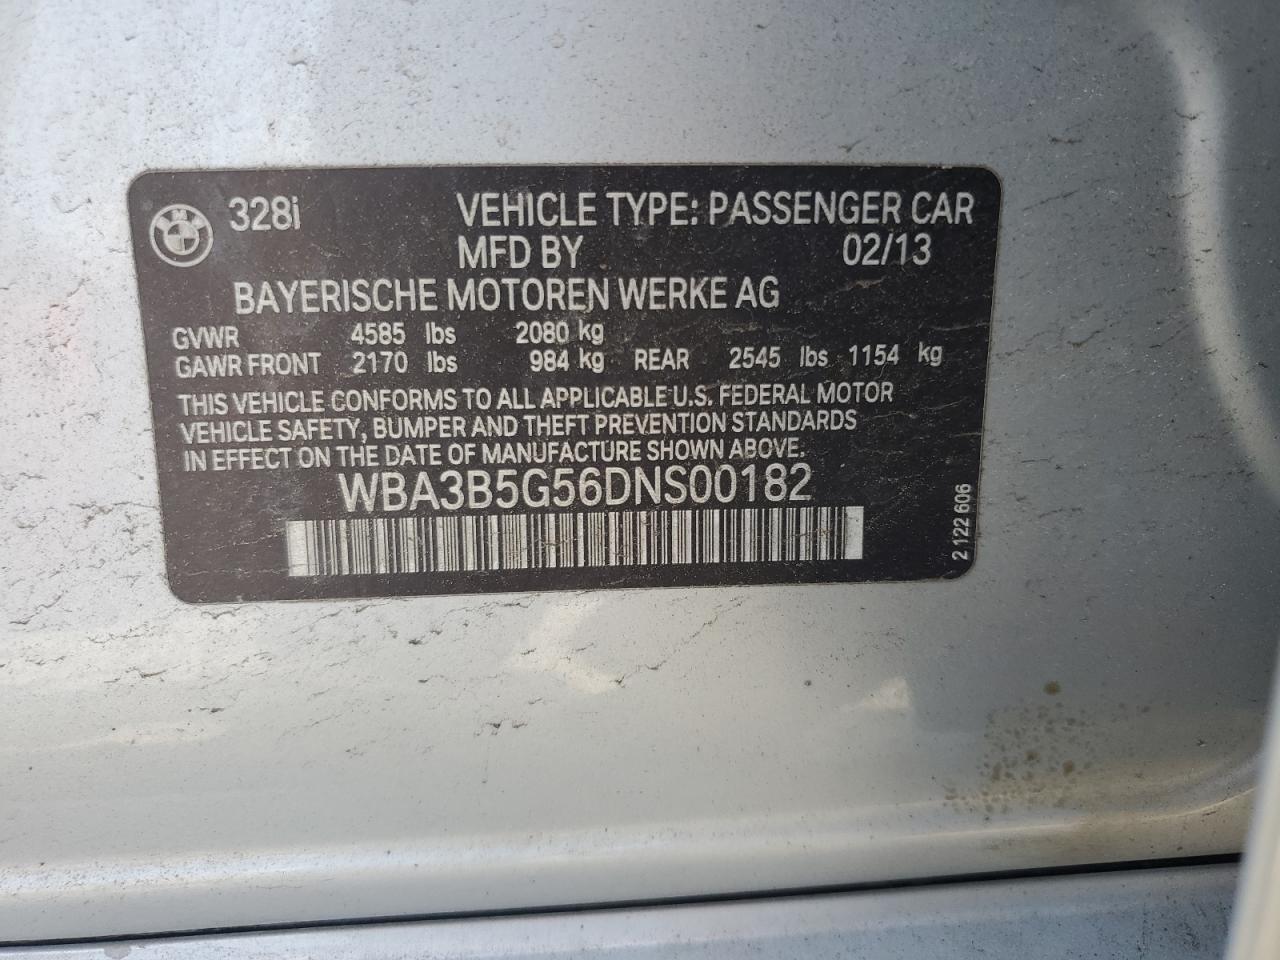 BMW 328i VEHICLE TYPE: PASSENGER CAR
MFD BY 02/13
BAYERISCHE MOTOREN WERKE AG
GVWR 4585 lbs 2080 kg
GAWR FRONT 2170 lbs 984 kg REAR 2545 lbs 1154 kg
THIS VEHICLE CONFORMS TO ALL APPLICABLE U.S. FEDERAL MOTOR
VEHICLE SAFETY, BUMPER AND THEFT PREVENTION STANDARDS
IN EFFECT ON THE DATE OF MANUFACTURE SHOWN ABOVE.
WBA3B5G56DNS00182
2 122 606